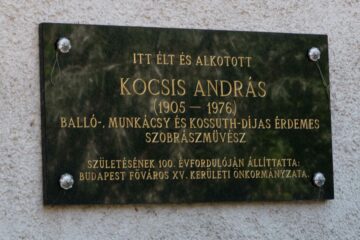 ITT ÉLT ÉS ALKOTOTT
KOCSIS ANDRÁS
(1905 — 1976)
BALLÓ-, MUNKÁCSY ÉS KOSSUTH-DÍJAS ÉRDEMES
SZOBRÁSZMŰVÉSZ
SZÜLETÉSÉNEK 100. ÉVFORDULÓJÁN ÁLLÍTTATTA:
BUDAPEST FŐVÁROS XV. KERÜLETI ÖNKORMÁNYZATA